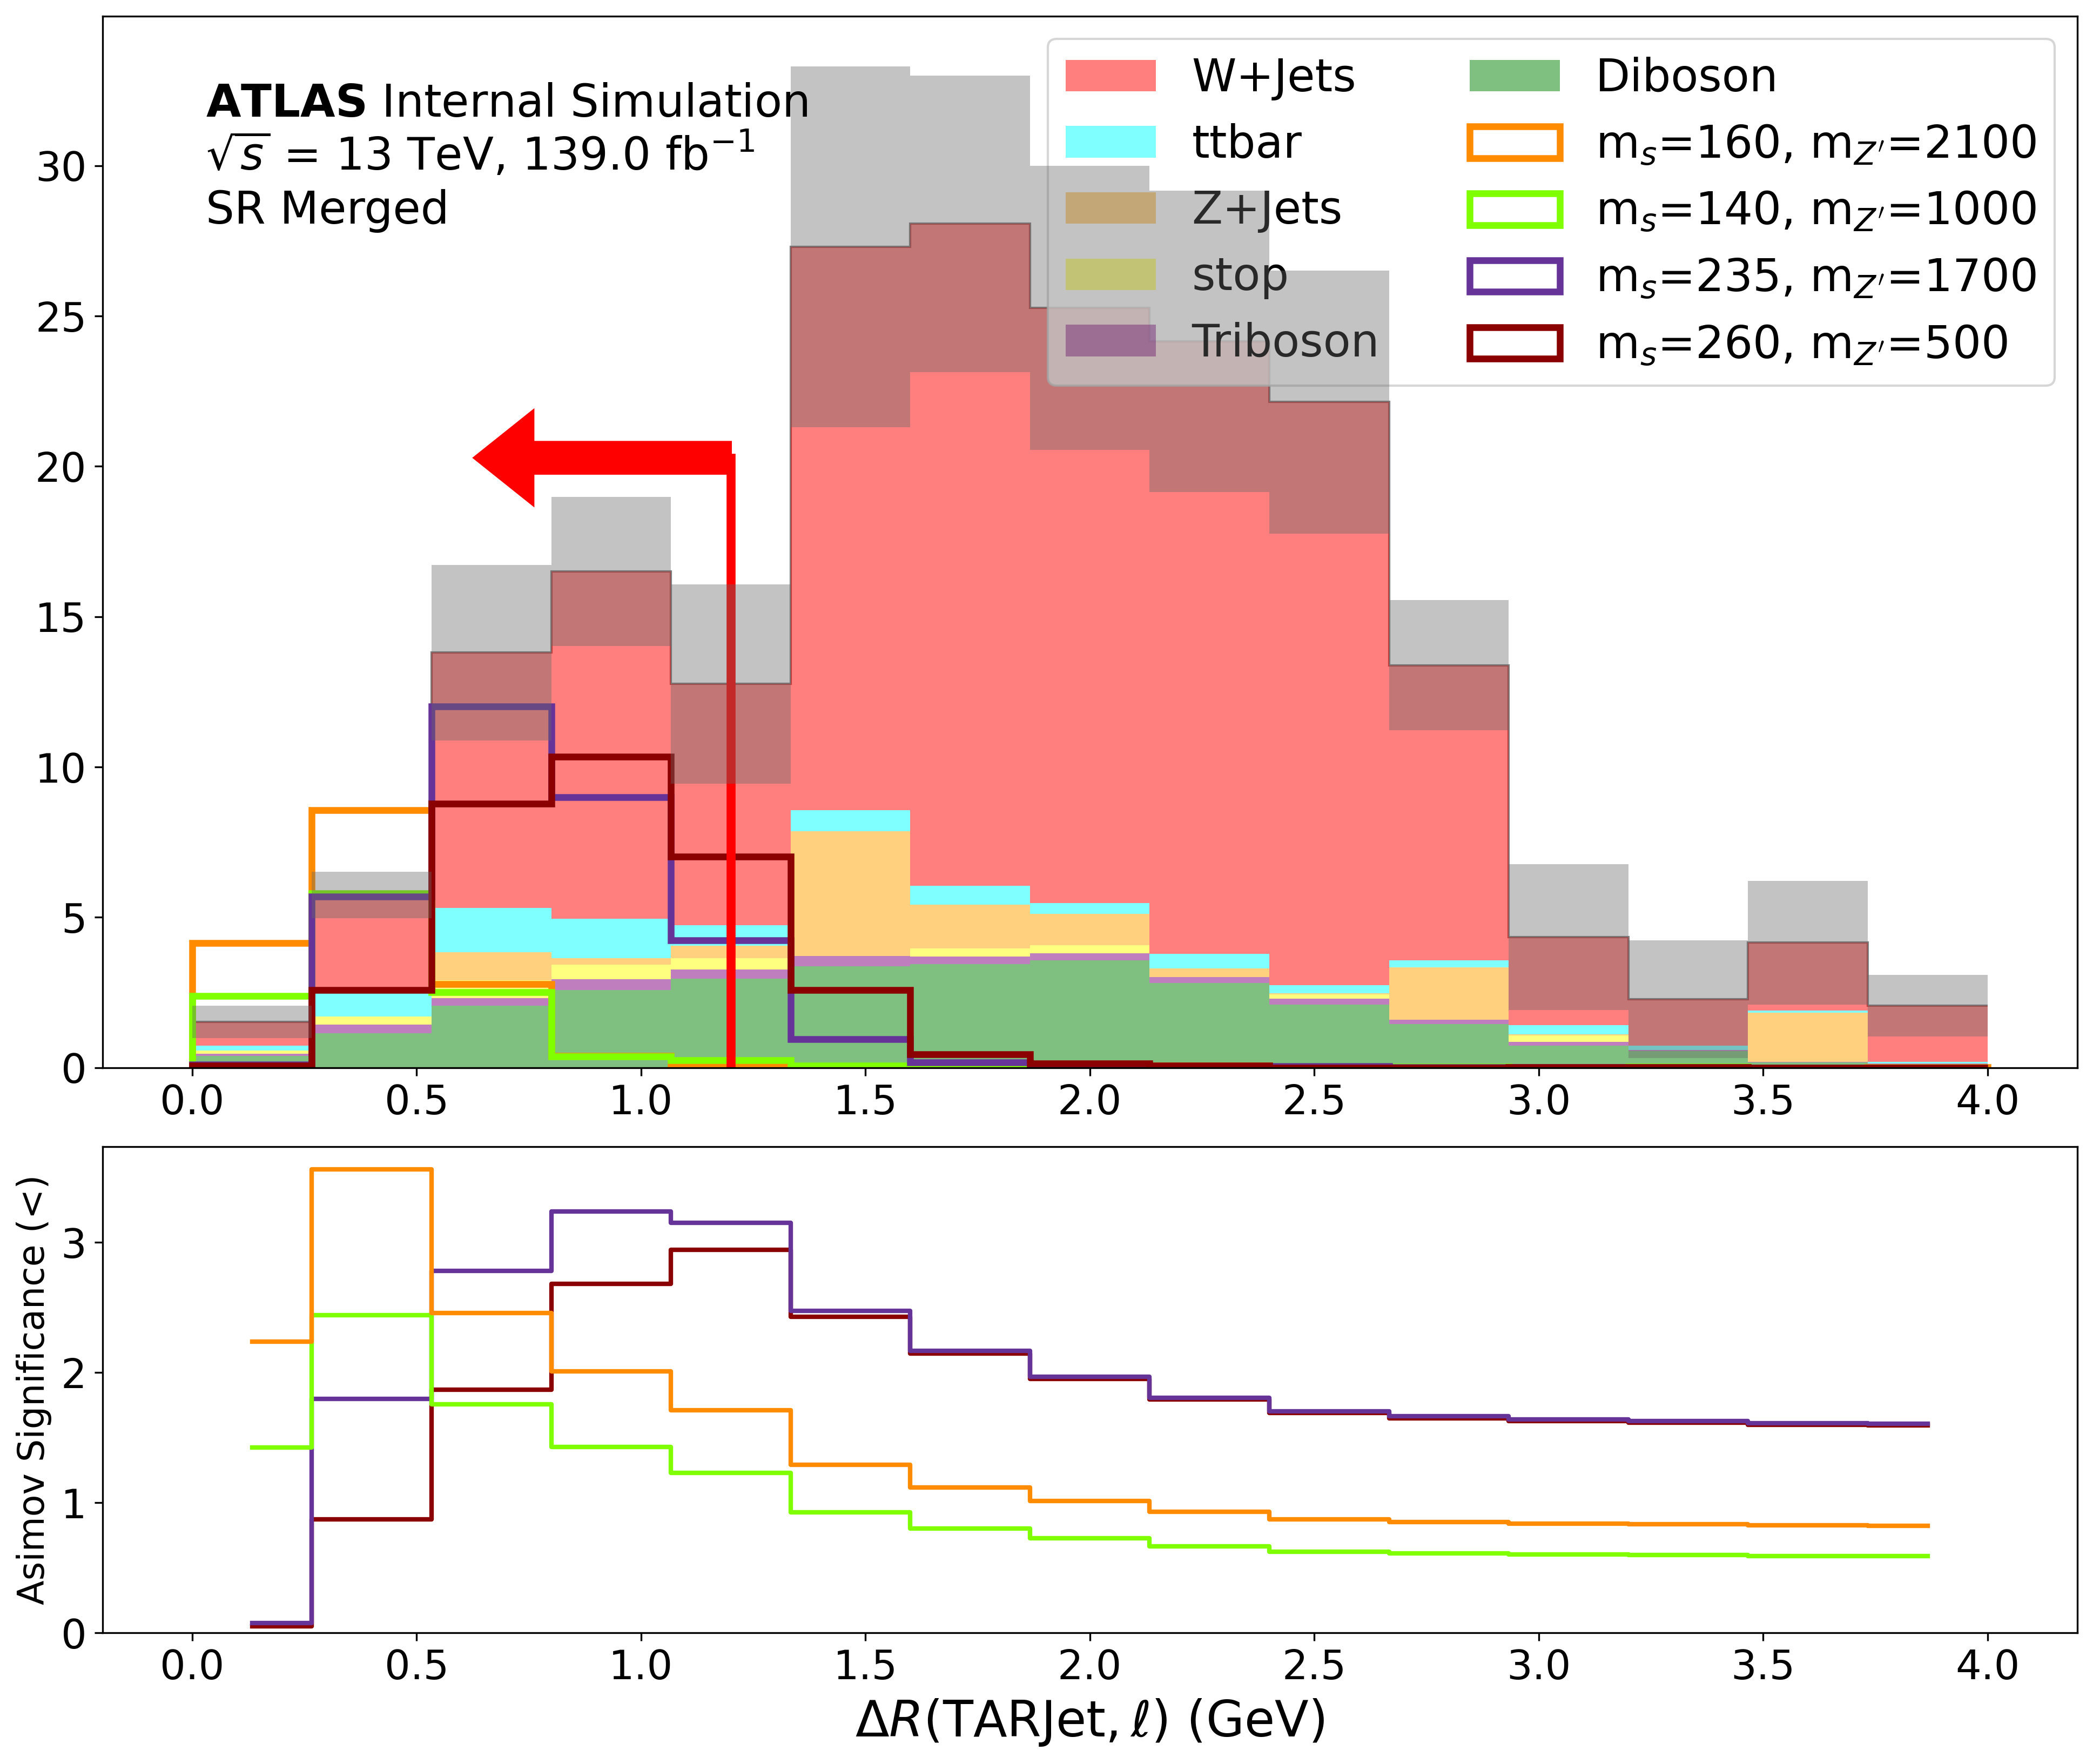 ATLAS Internal Simulation
√s = 13 TeV, 139.0 fb⁻¹
SR Merged
W+Jets
ttbar
Z+Jets
stop
Triboson
Diboson
mₛ=160, m_Z′=2100
mₛ=140, m_Z′=1000
mₛ=235, m_Z′=1700
mₛ=260, m_Z′=500
30
25
20
15
10
5
0
0.0 0.5 1.0 1.5 2.0 2.5 3.0 3.5 4.0
Asimov Significance (<)
3
2
1
0
0.0 0.5 1.0 1.5 2.0 2.5 3.0 3.5 4.0
ΔR(TARJet, ℓ) (GeV)